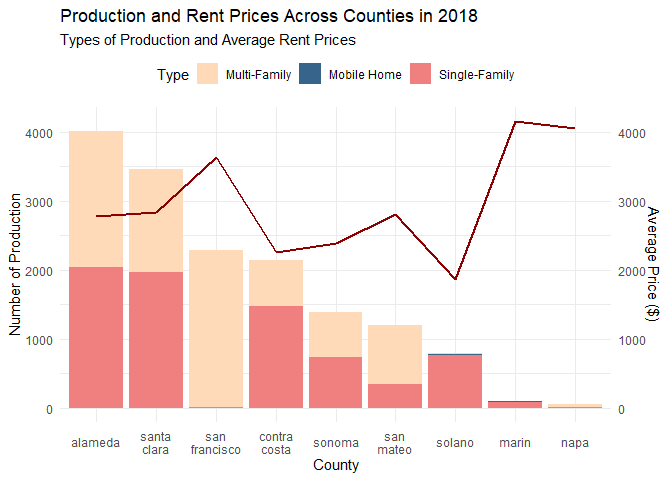 Production and Rent Prices Across Counties in 2018
Types of Production and Average Rent Prices
Type Multi-Family Mobile Home Single-Family
4000
3000
2000
1000
0
Number of Production
4000
3000
2000
1000
0
Average Price ($)
alameda
santa
clara
san
francisco
contra
costa
sonoma
san
mateo
solano
marin
napa
County